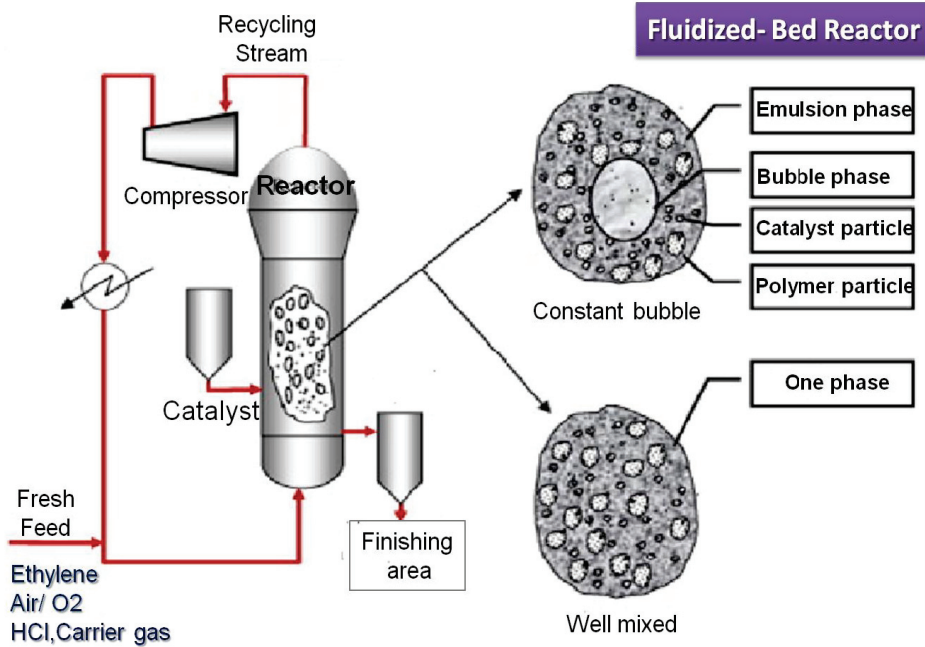 Fluidized- Bed Reactor
Recycling
Stream
Compressor
Reactor
Catalyst
Fresh
Feed
Ethylene
Air/ O2
HCl,Carrier gas
Finishing
area
Emulsion phase
Bubble phase
Catalyst particle
Polymer particle
Constant bubble
One phase
Well mixed